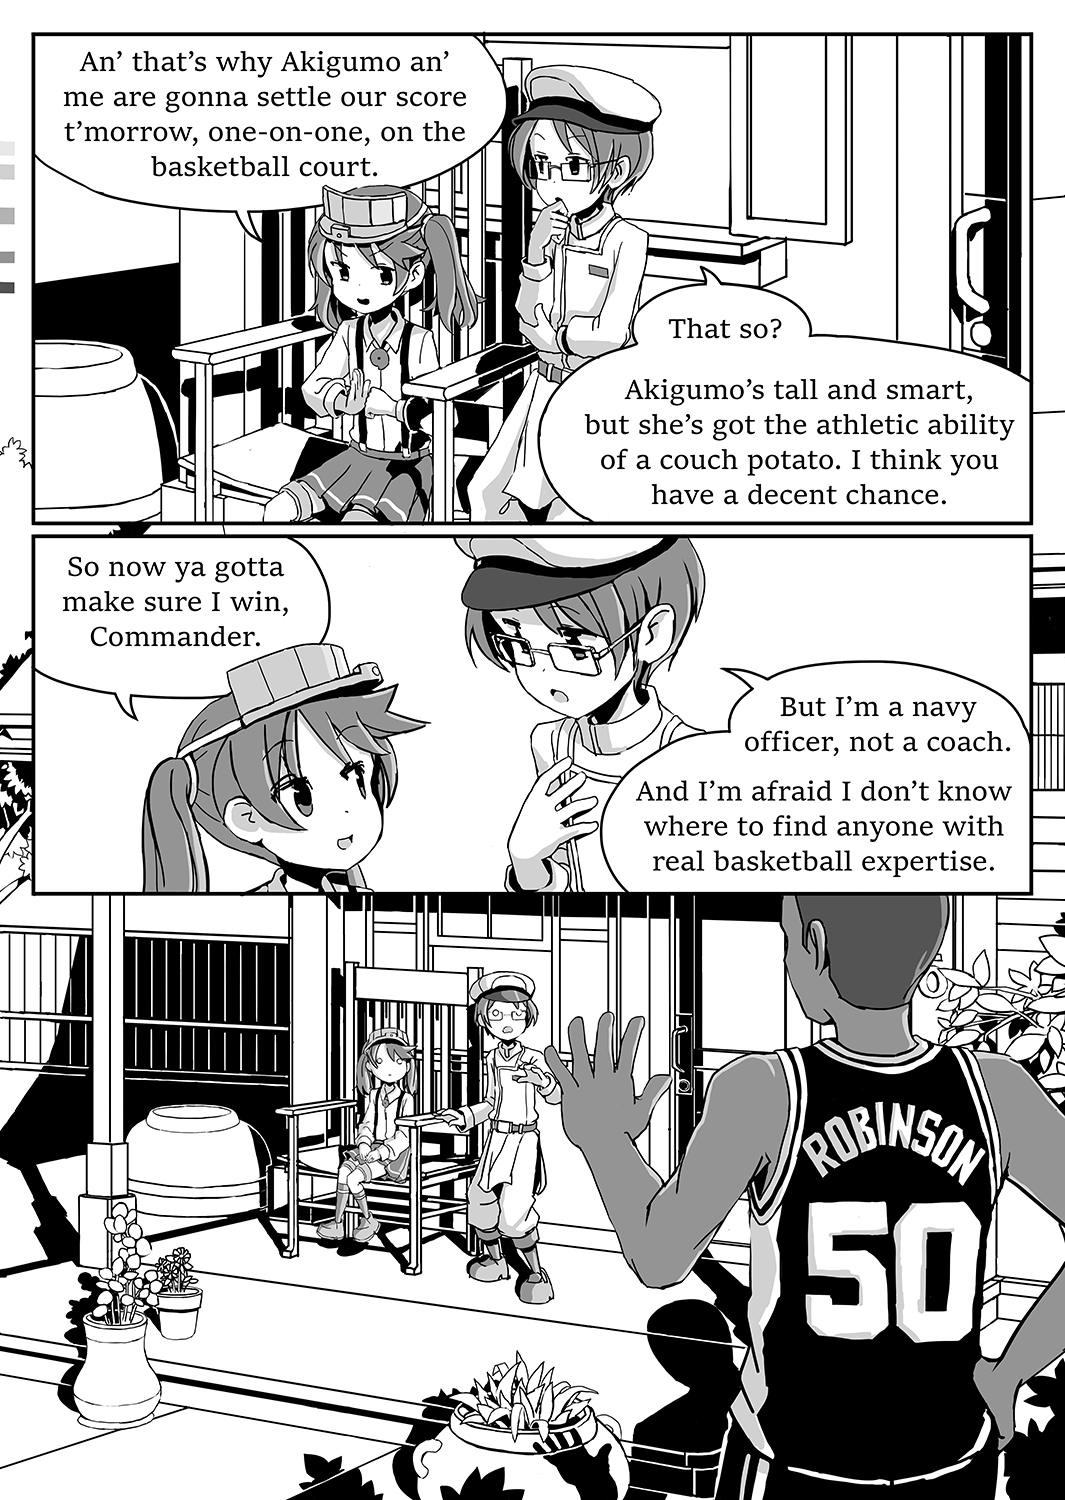 An’ that’s why Akigumo an’
me are gonna settle our score
t’morrow, one-on-one, on the
basketball court.
That so?
Akigumo’s tall and smart,
but she’s got the athletic ability
of a couch potato. I think you
have a decent chance.
So now ya gotta
make sure I win,
Commander.
But I’m a navy
officer, not a coach.
And I’m afraid I don’t know
where to find anyone with
real basketball expertise.
ROBINSON
50